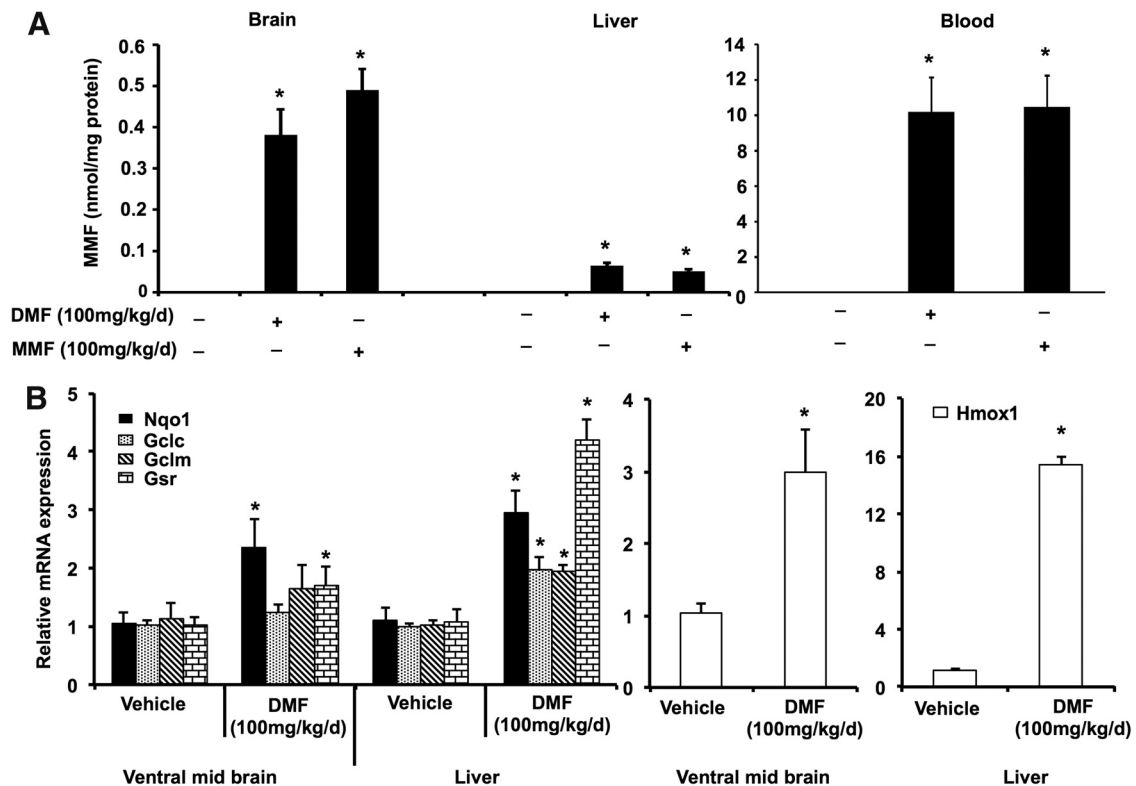 A
Brain
Liver
Blood
MMF (nmol/mg protein)
0.6
0.5
0.4
0.3
0.2
0.1
0
14
12
10
8
6
4
2
0
* * * * * *
DMF (100mg/kg/d) – + – – + – – + –
MMF (100mg/kg/d) – – + – – + – – +
B
Relative mRNA expression
5
4
3
2
1
0
Nqo1
Gclc
Gclm
Gsr
* * * * * *
4
3
2
1
0
*
20
16
12
8
4
0
Hmox1
*
Vehicle DMF Vehicle DMF Vehicle DMF Vehicle DMF
(100mg/kg/d) (100mg/kg/d) (100mg/kg/d) (100mg/kg/d)
Ventral mid brain Liver Ventral mid brain Liver